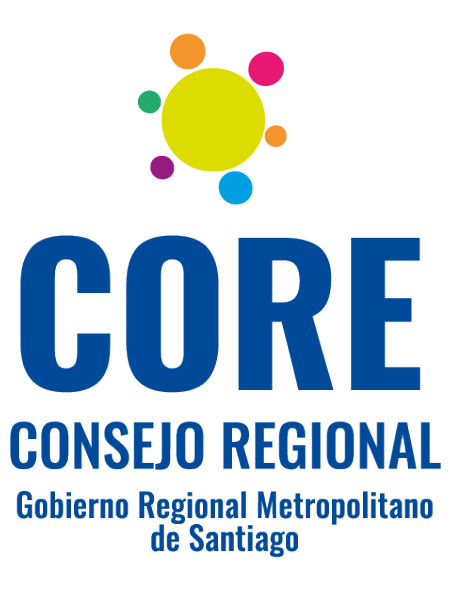 CORE
CONSEJO REGIONAL
Gobierno Regional Metropolitano
de Santiago